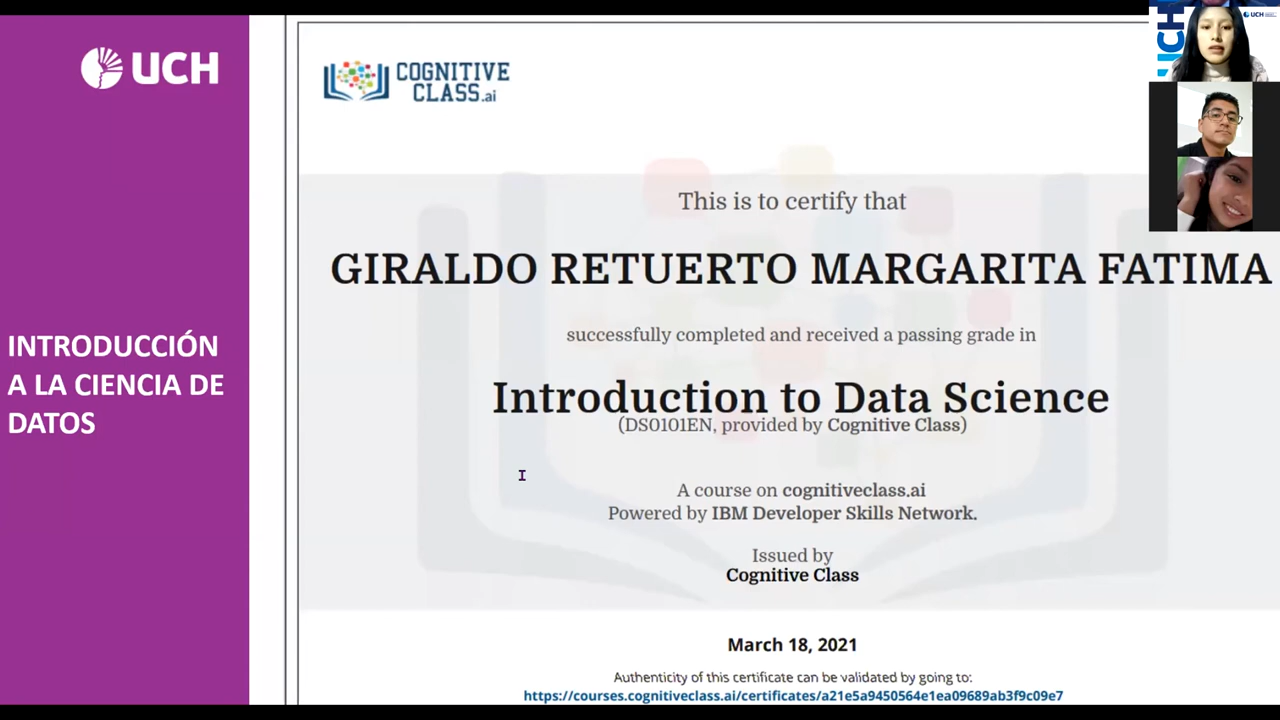 UCH
INTRODUCCIÓN
A LA CIENCIA DE
DATOS
COGNITIVE
CLASS.ai
This is to certify that
GIRALDO RETUERTO MARGARITA FATIMA
successfully completed and received a passing grade in
Introduction to Data Science
(DS0101EN, provided by Cognitive Class)
A course on cognitiveclass.ai
Powered by IBM Developer Skills Network.
Issued by
Cognitive Class
March 18, 2021
Authenticity of this certificate can be validated by going to:
https://courses.cognitiveclass.ai/certificates/a21e5a9450564e1ea09689ab3f9c09e7
UCH
UCH